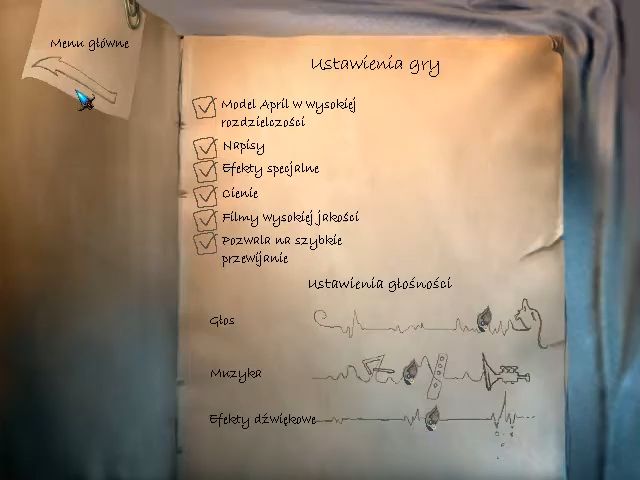 Menu główne
Ustawienia gry
Model April w wysokiej
rozdzielczości
Napisy
Efekty specjalne
Cienie
Filmy wysokiej jakości
Pozwala na szybkie
przewijanie
Ustawienia głośności
Głos
Muzyka
Efekty dźwiękowe